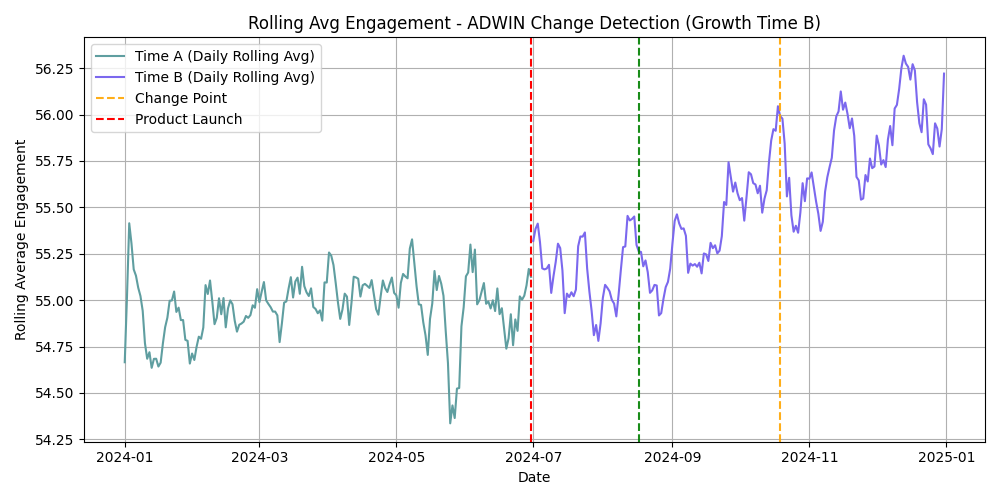 Rolling Avg Engagement - ADWIN Change Detection (Growth Time B)
Time A (Daily Rolling Avg)
Time B (Daily Rolling Avg)
Change Point
Product Launch
Rolling Average Engagement
56.25
56.00
55.75
55.50
55.25
55.00
54.75
54.50
54.25
2024-01
2024-03
2024-05
2024-07
2024-09
2024-11
2025-01
Date